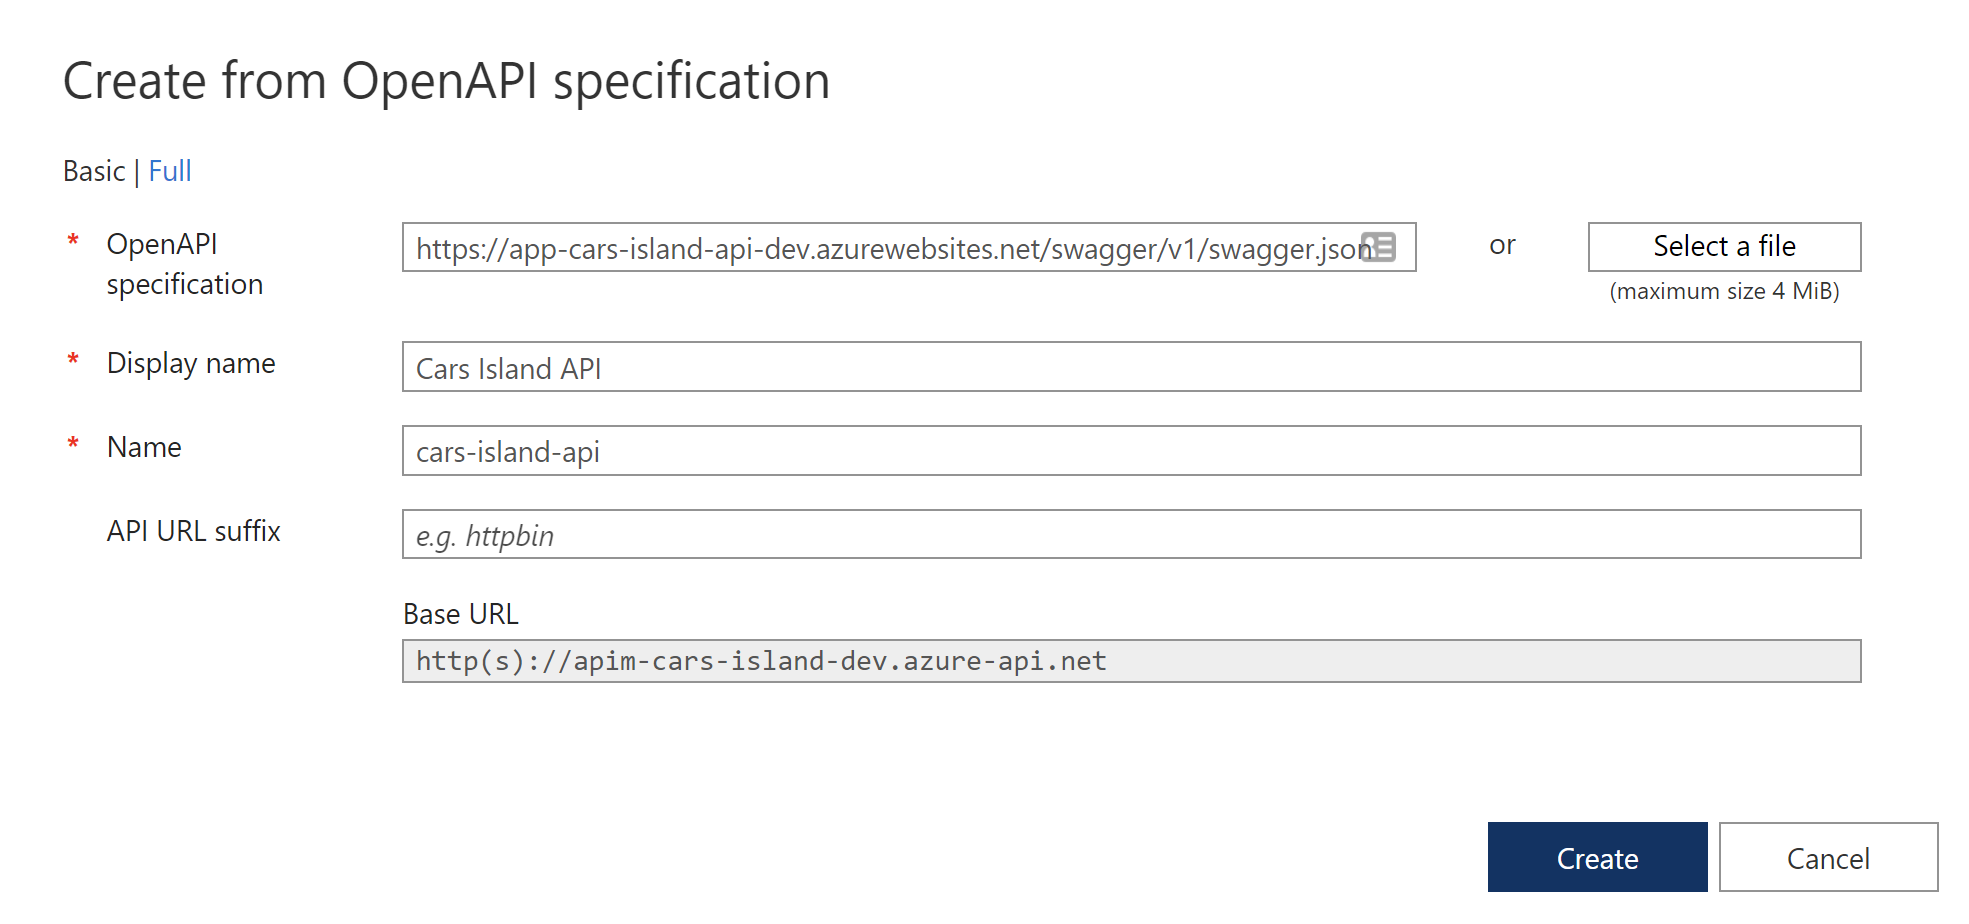 Create from OpenAPI specification
Basic | Full
* OpenAPI specification
https://app-cars-island-api-dev.azurewebsites.net/swagger/v1/swagger.json
or
Select a file
(maximum size 4 MiB)
* Display name
Cars Island API
* Name
cars-island-api
API URL suffix
e.g. httpbin
Base URL
http(s)://apim-cars-island-dev.azure-api.net
Create
Cancel